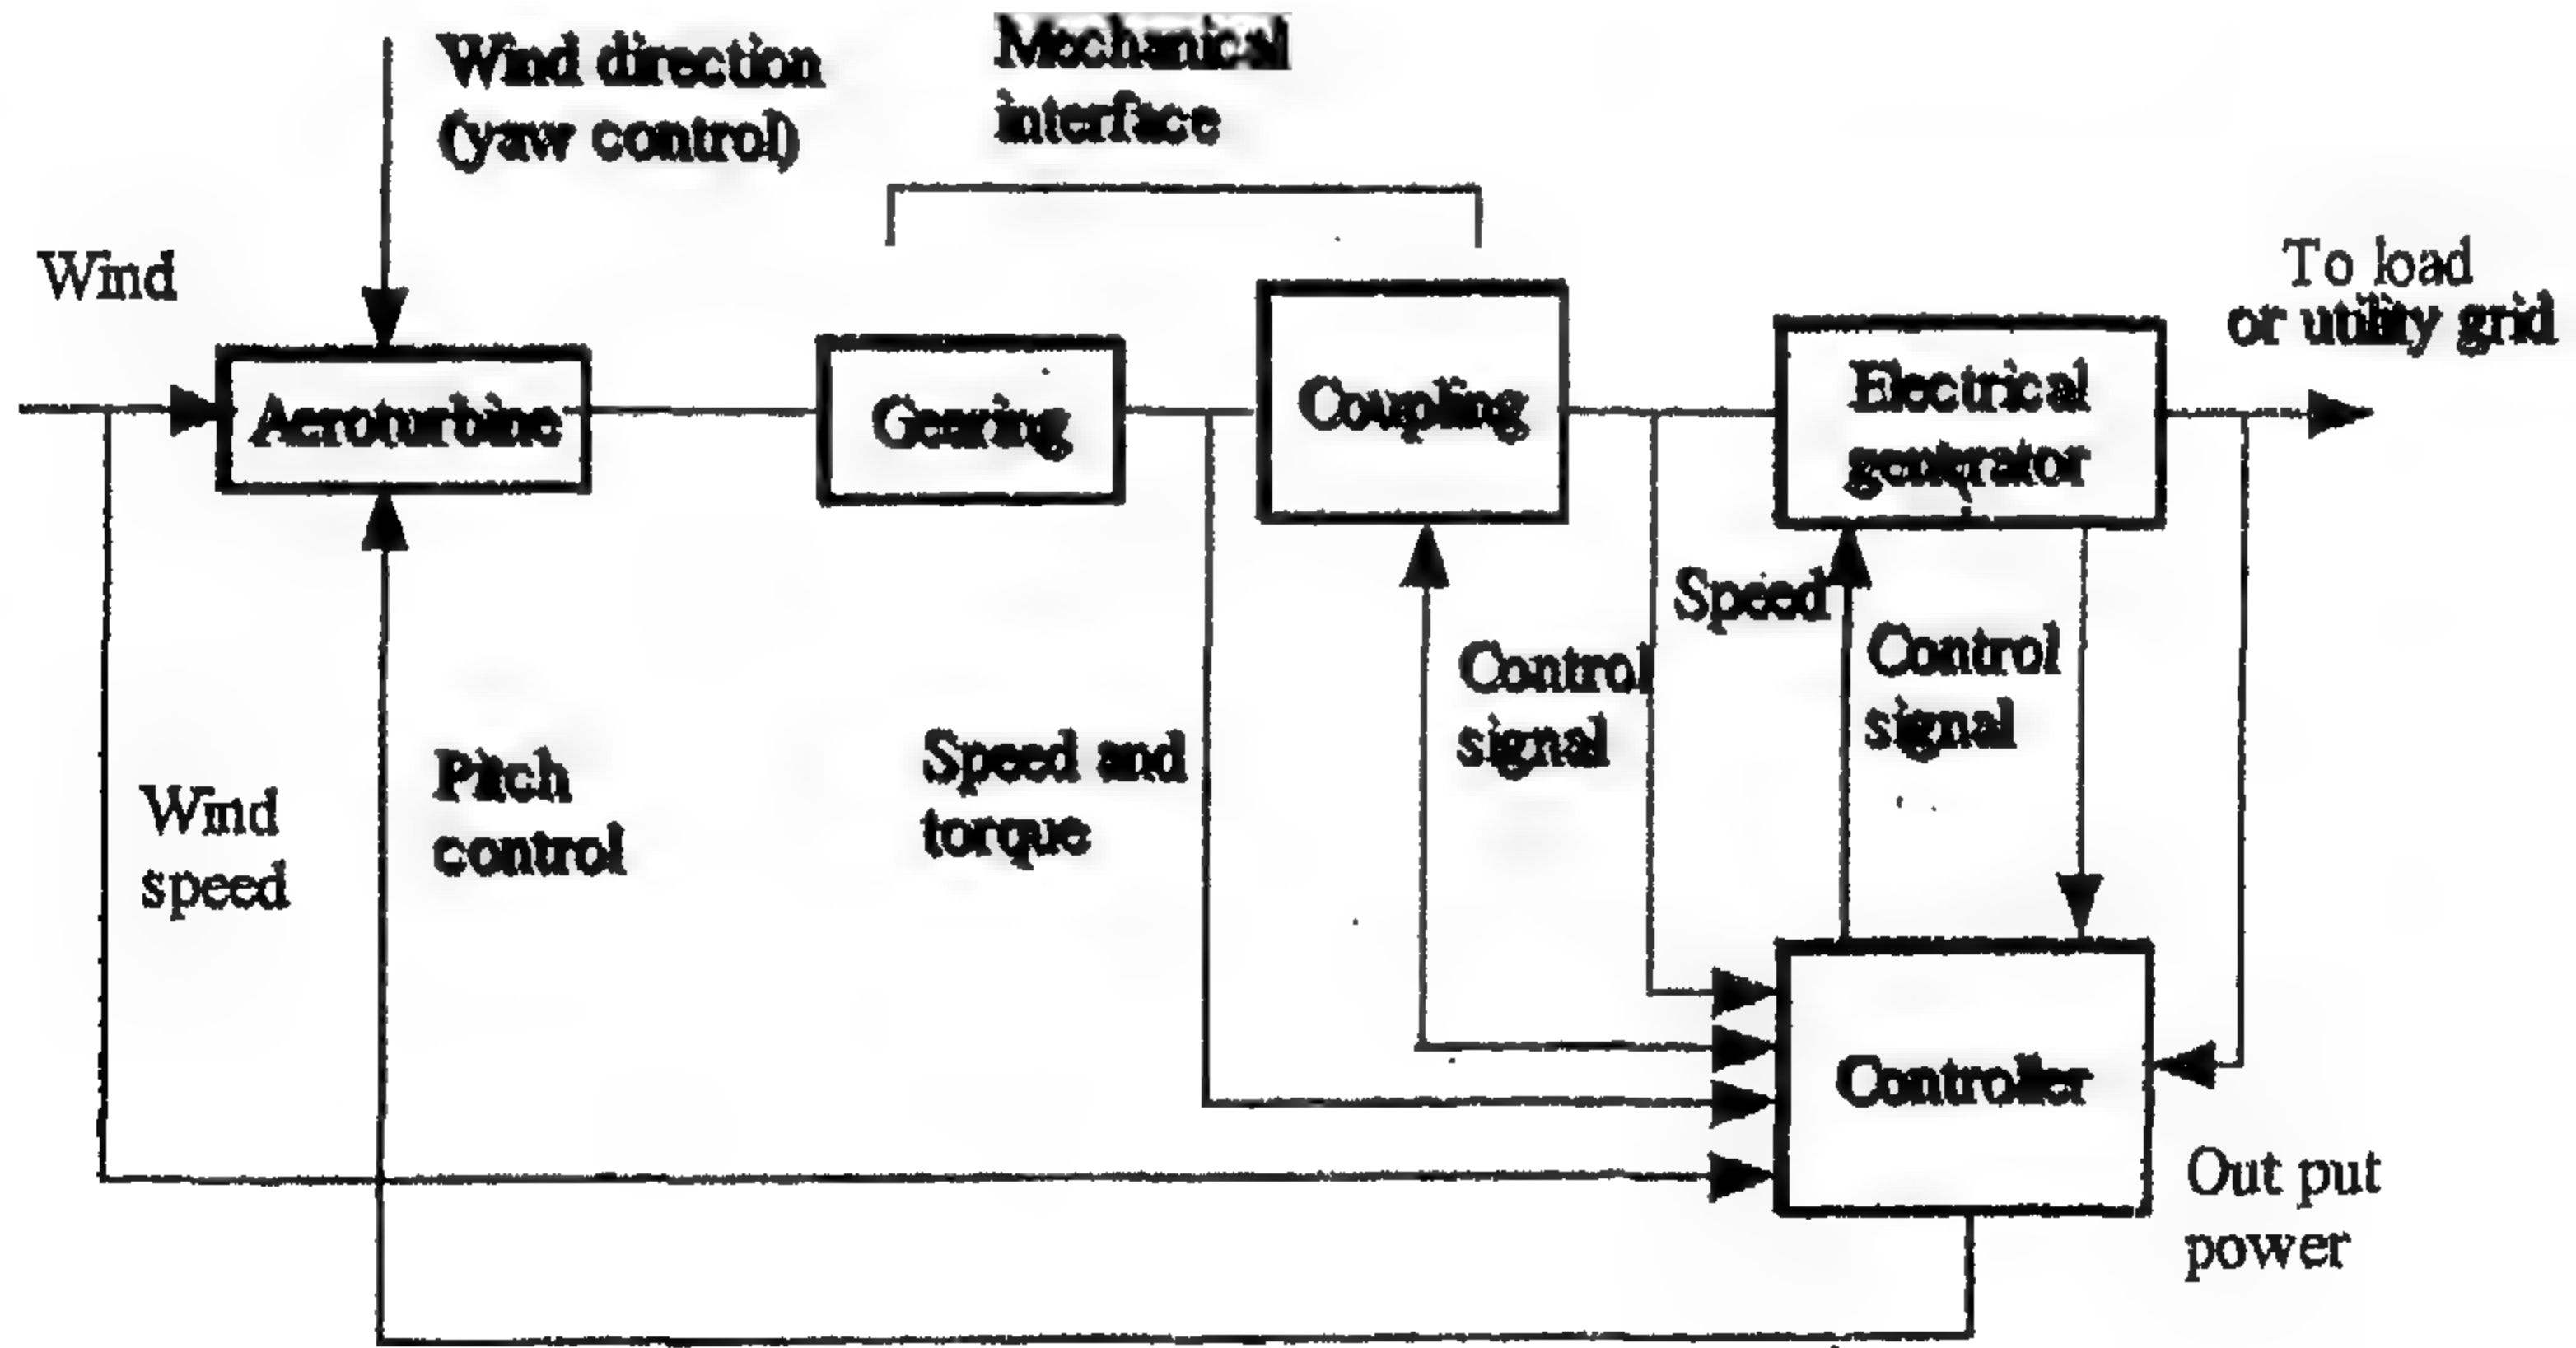 Wind direction
(yaw control)
Mechanical
interface
Wind
To load
or utility grid
Aeroturbine
Gearing
Coupling
Electrical
generator
Speed
Control
signal
Control
signal
Speed and
torque
Pitch
control
Wind
speed
Controller
Out put
power